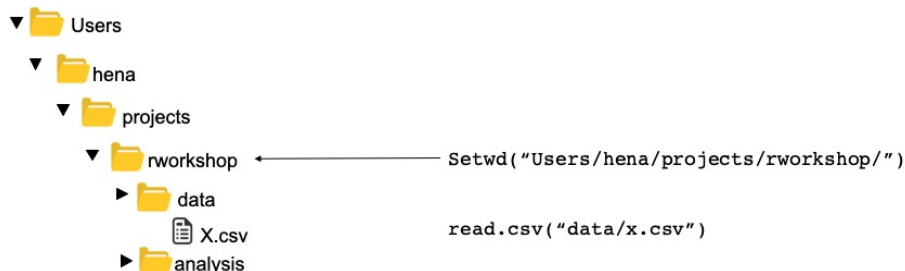 Users
hena
projects
rworkshop
Setwd(“Users/hena/projects/rworkshop/”)
data
X.csv
read.csv(“data/x.csv”)
analysis